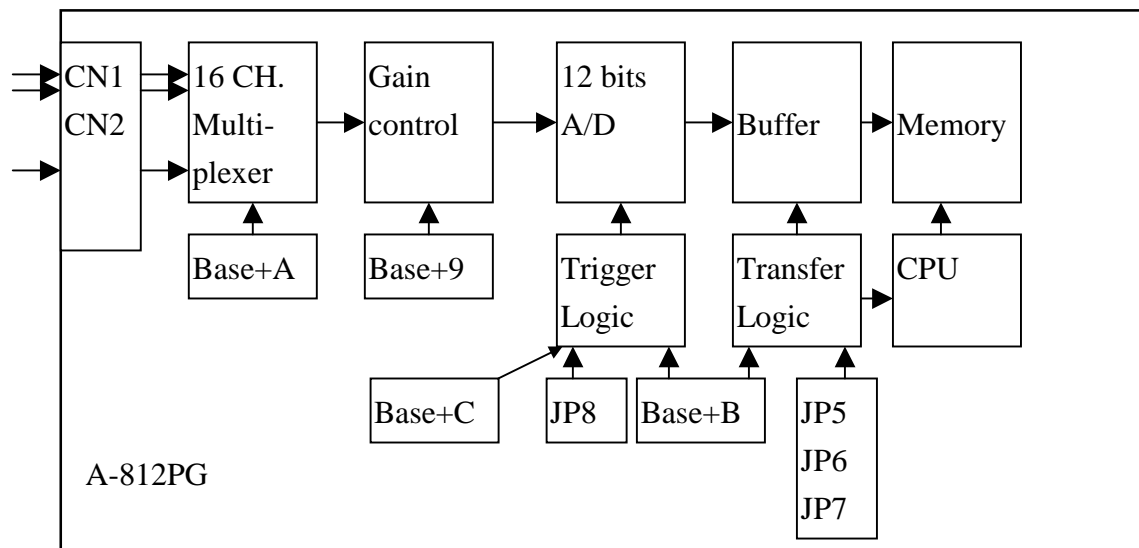 CN1
CN2
16 CH.
Multi-
plexer
Gain
control
12 bits
A/D
Buffer
Memory
Base+A
Base+9
Trigger
Logic
Transfer
Logic
CPU
Base+C
JP8
Base+B
JP5
JP6
JP7
A-812PG